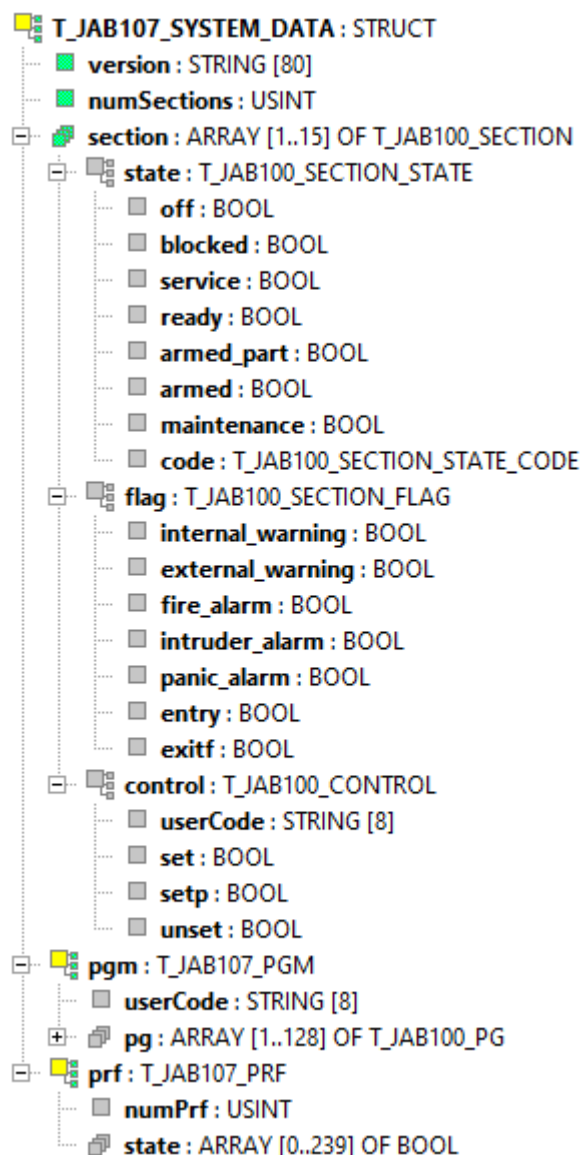 T_JAB107_SYSTEM_DATA : STRUCT
version : STRING [80]
numSections : USINT
section : ARRAY [1..15] OF T_JAB100_SECTION
state : T_JAB100_SECTION_STATE
off : BOOL
blocked : BOOL
service : BOOL
ready : BOOL
armed_part : BOOL
armed : BOOL
maintenance : BOOL
code : T_JAB100_SECTION_STATE_CODE
flag : T_JAB100_SECTION_FLAG
internal_warning : BOOL
external_warning : BOOL
fire_alarm : BOOL
intruder_alarm : BOOL
panic_alarm : BOOL
entry : BOOL
exitf : BOOL
control : T_JAB100_CONTROL
userCode : STRING [8]
set : BOOL
setp : BOOL
unset : BOOL
pgm : T_JAB107_PGM
userCode : STRING [8]
pg : ARRAY [1..128] OF T_JAB100_PG
prf : T_JAB107_PRF
numPrf : USINT
state : ARRAY [0..239] OF BOOL